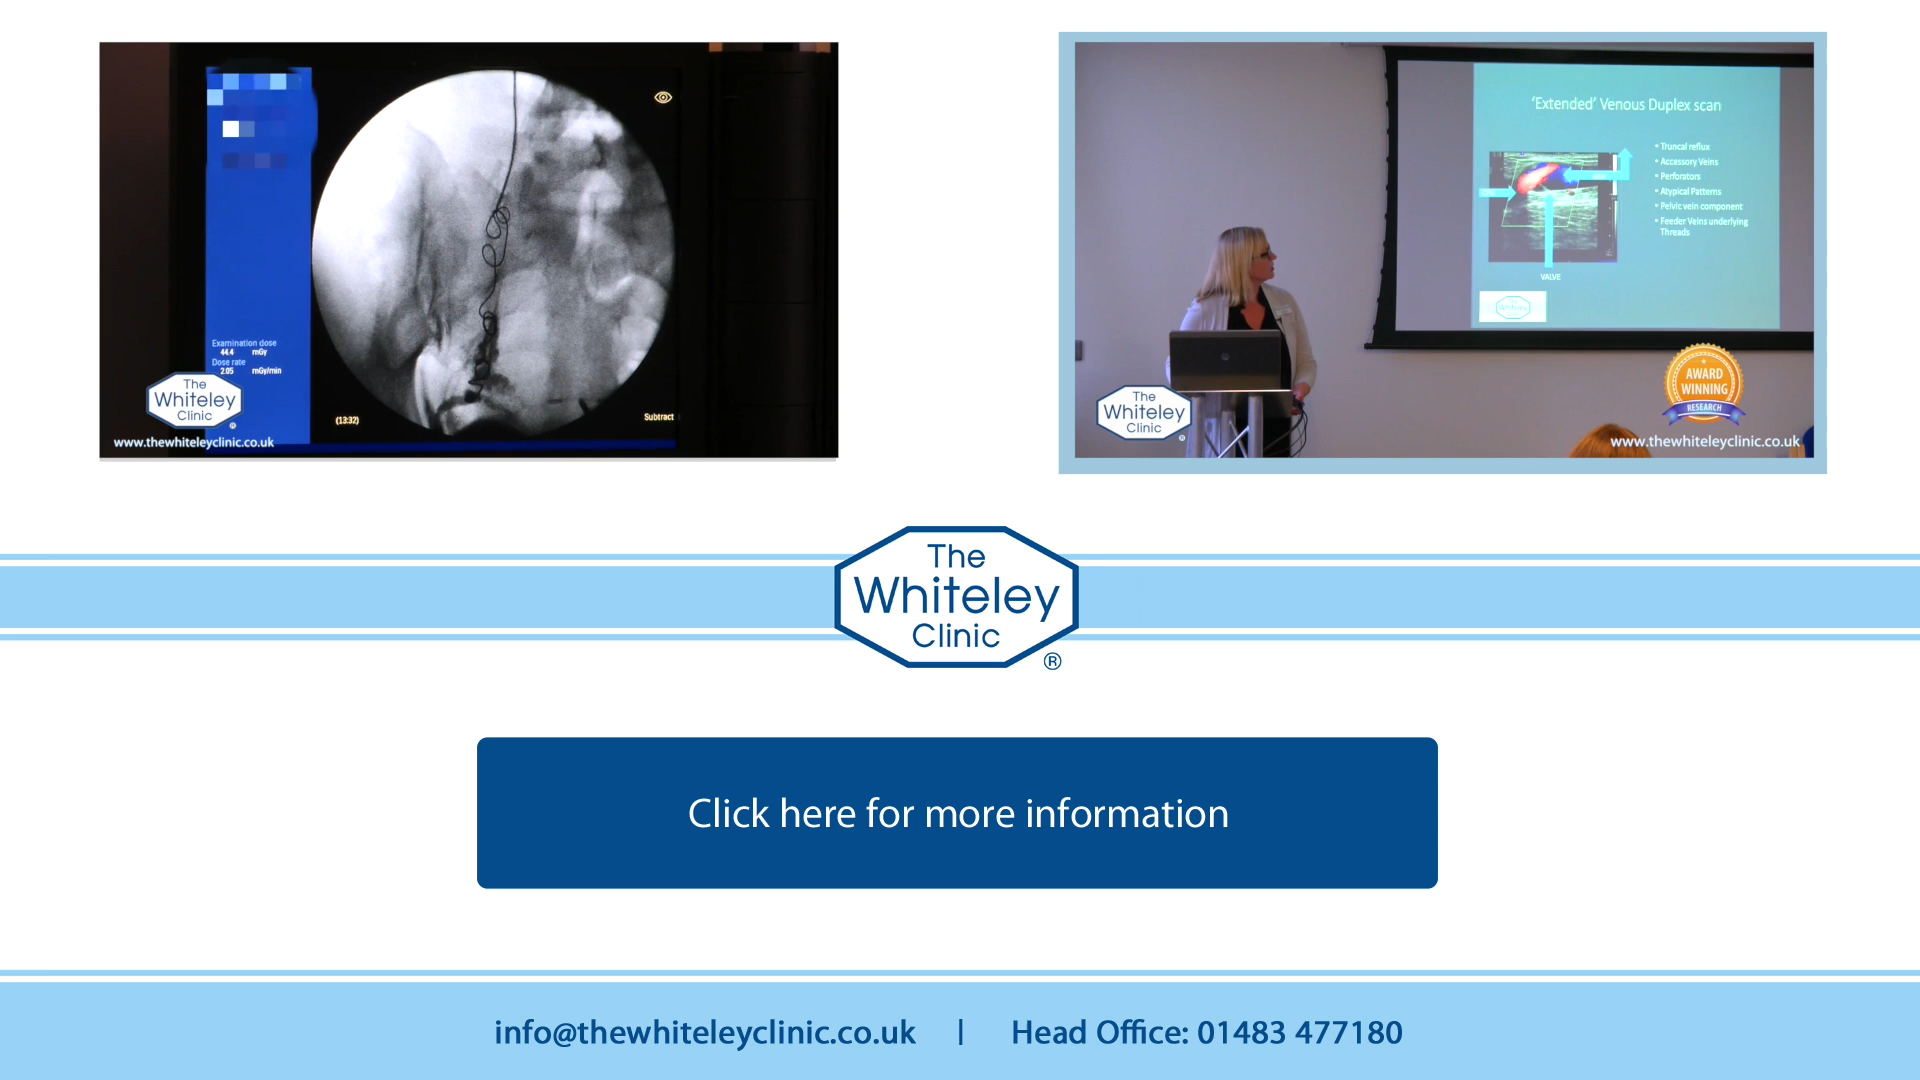 Examination dose
44.4 mGy
Dose rate
2.05 mGy/min
The
Whiteley
Clinic
®
www.thewhiteleyclinic.co.uk
(13:32)
Subtract
'Extended' Venous Duplex scan
• Truncal reflux
• Accessory Veins
• Perforators
• Atypical Patterns
• Pelvic vein component
• Feeder Veins underlying
Threads
VALVE
The
Whiteley
Clinic
®
AWARD
WINNING
RESEARCH
www.thewhiteleyclinic.co.uk
The
Whiteley
Clinic
®
Click here for more information
info@thewhiteleyclinic.co.uk | Head Office: 01483 477180